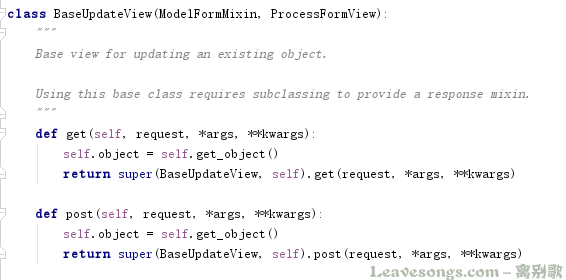 class BaseUpdateView(ModelFormMixin, ProcessFormView):
    """
    Base view for updating an existing object.

    Using this base class requires subclassing to provide a response mixin.
    """
    def get(self, request, *args, **kwargs):
        self.object = self.get_object()
        return super(BaseUpdateView, self).get(request, *args, **kwargs)

    def post(self, request, *args, **kwargs):
        self.object = self.get_object()
        return super(BaseUpdateView, self).post(request, *args, **kwargs)
Leavesongs.com – 离别歌